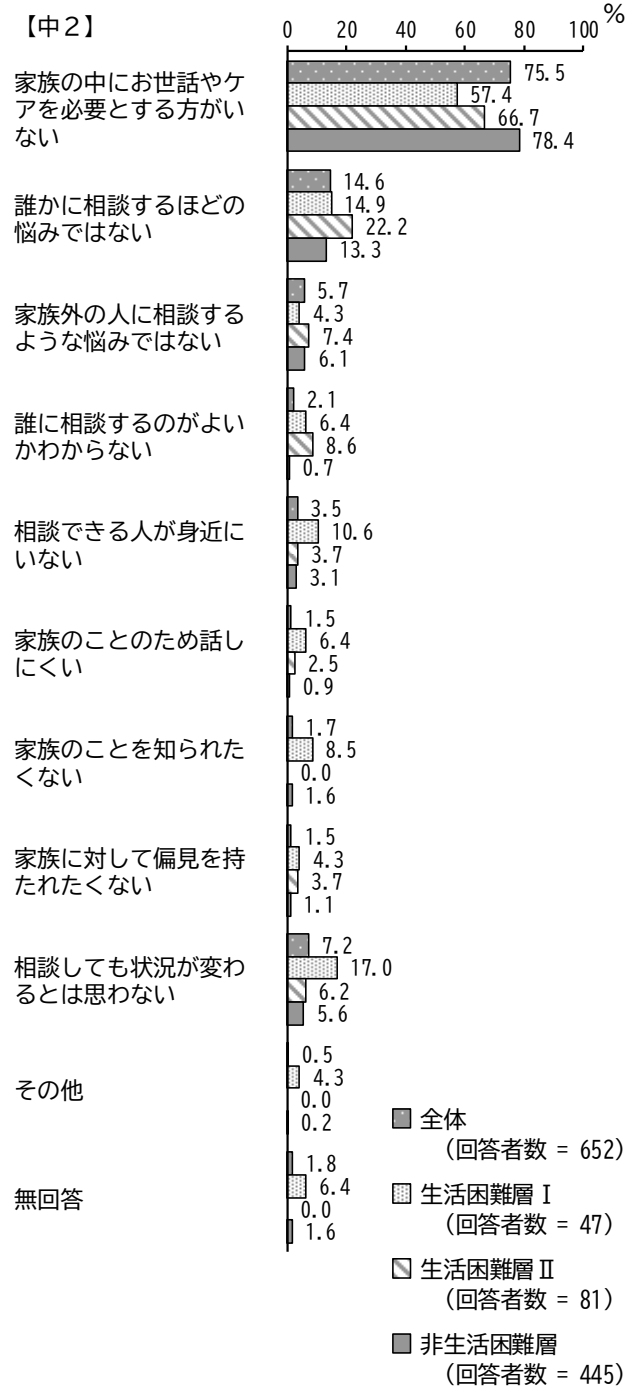 【中２】
0 20 40 60 80 100 %
家族の中にお世話やケ
アを必要とする方がい
ない
75.5
57.4
66.7
78.4
誰かに相談するほどの
悩みではない
14.6
14.9
22.2
13.3
家族外の人に相談する
ような悩みではない
5.7
4.3
7.4
6.1
誰に相談するのがよい
かわからない
2.1
6.4
8.6
0.7
相談できる人が身近に
いない
3.5
10.6
3.7
3.1
家族のことのため話し
にくい
1.5
6.4
2.5
0.9
家族のことを知られた
くない
1.7
8.5
0.0
1.6
家族に対して偏見を持
たれたくない
1.5
4.3
3.7
1.1
相談しても状況が変わ
るとは思わない
7.2
17.0
6.2
5.6
その他
0.5
4.3
0.0
0.2
無回答
1.8
6.4
0.0
1.6
全体
（回答者数 = 652）
生活困難層Ⅰ
（回答者数 = 47）
生活困難層Ⅱ
（回答者数 = 81）
非生活困難層
（回答者数 = 445）